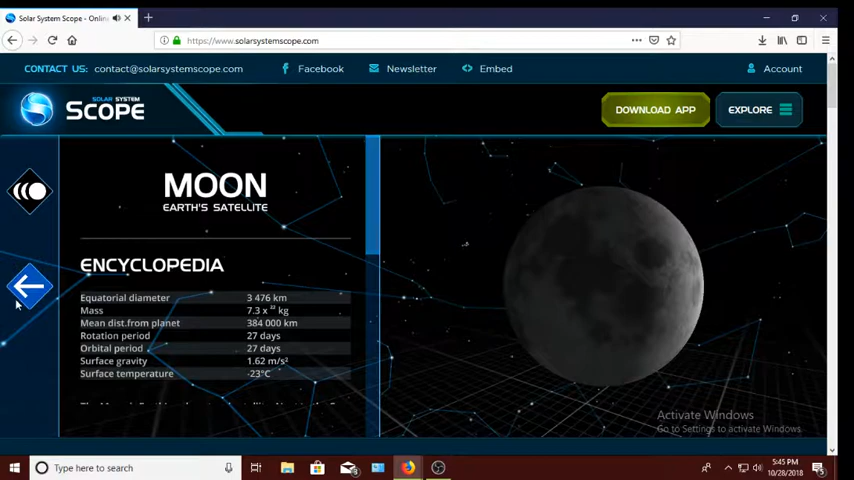 Solar System Scope - Online
https://www.solarsystemscope.com
CONTACT US: contact@solarsystemscope.com Facebook Newsletter Embed Account
SOLAR SYSTEM
SCOPE
DOWNLOAD APP
EXPLORE
MOON
EARTH'S SATELLITE
ENCYCLOPEDIA
Equatorial diameter 3 476 km
Mass 7.3 x ²² kg
Mean dist.from planet 384 000 km
Rotation period 27 days
Orbital period 27 days
Surface gravity 1.62 m/s²
Surface temperature -23°C
Activate Windows
Go to Settings to activate Windows.
Type here to search
3
5:45 PM
10/28/2018
5